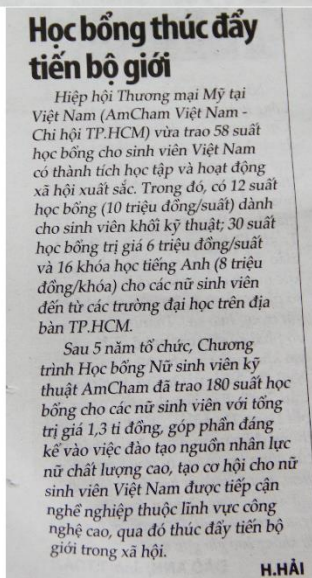 Học bổng thúc đẩy
tiến bộ giới
Hiệp hội Thương mại Mỹ tại
Việt Nam (AmCham Việt Nam -
Chi hội TP.HCM) vừa trao 58 suất
học bổng cho sinh viên Việt Nam
có thành tích học tập và hoạt động
xã hội xuất sắc. Trong đó, có 12 suất
học bổng (10 triệu đồng/suất) dành
cho sinh viên khối kỹ thuật; 30 suất
học bổng trị giá 6 triệu đồng/suất
và 16 khóa học tiếng Anh (8 triệu
đồng/khóa) cho các nữ sinh viên
đến từ các trường đại học trên địa
bàn TP.HCM.
Sau 5 năm tổ chức, Chương
trình Học bổng Nữ sinh viên kỹ
thuật AmCham đã trao 180 suất học
bổng cho các nữ sinh viên với tổng
trị giá 1,3 tỉ đồng, góp phần đáng
kể vào việc đào tạo nguồn nhân lực
nữ chất lượng cao, tạo cơ hội cho nữ
sinh viên Việt Nam được tiếp cận
nghề nghiệp thuộc lĩnh vực công
nghệ cao, qua đó thúc đẩy tiến bộ
giới trong xã hội.
H.HẢI